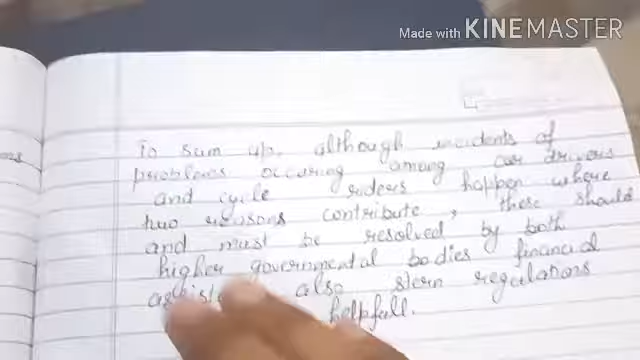 Made with KINEMASTER
To sum up, although incidents of
problems occuring among car drivers
and cycle riders happen where
two reasons contribute, these should
and must be resolved by both
higher governmental bodies financial
also stern regulations
helpfull.